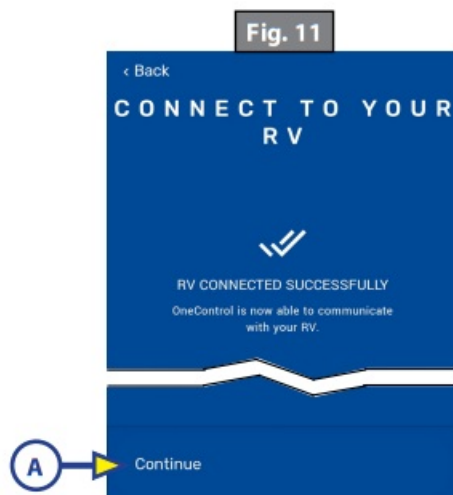 Fig. 11
‹ Back
CONNECT TO YOUR
RV
RV CONNECTED SUCCESSFULLY
OneControl is now able to communicate
with your RV.
A
Continue